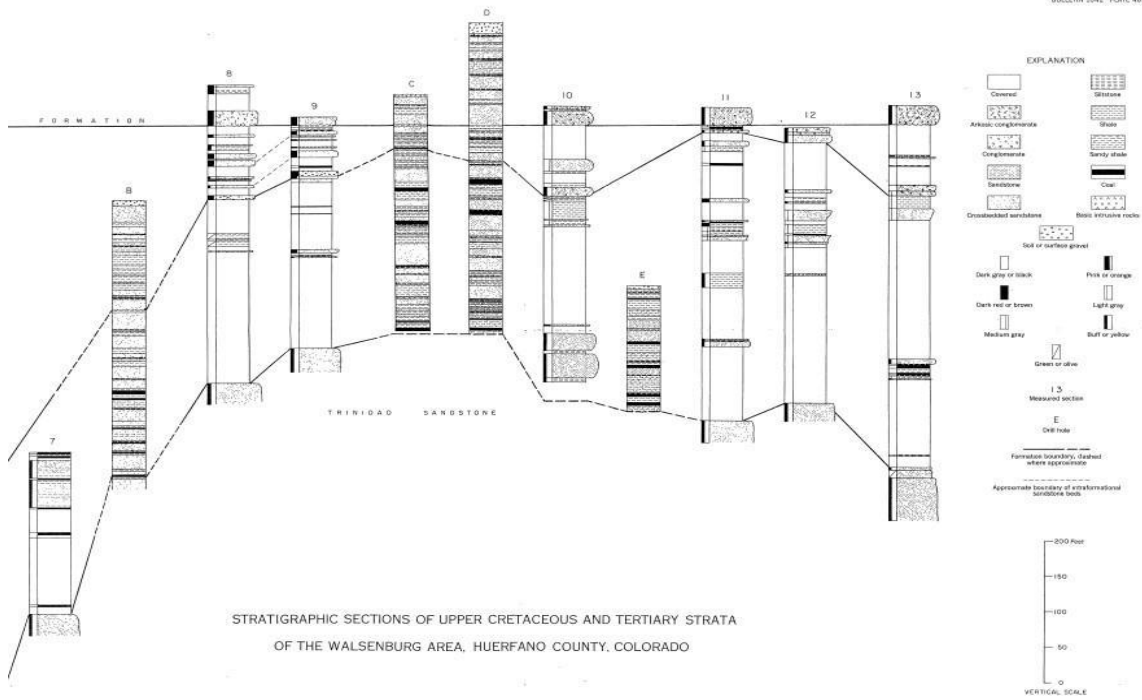 BULLETIN 1042 PLATE 48
FORMATION
7
B
8
9
C
D
10
E
11
12
13
TRINIDAD SANDSTONE
EXPLANATION
Covered
Siltstone
Arkosic conglomerate
Shale
Conglomerate
Sandy shale
Sandstone
Coal
Crossbedded sandstone
Basic intrusive rocks
Soil or surface gravel
Dark gray or black
Pink or orange
Dark red or brown
Light gray
Medium gray
Buff or yellow
Green or olive
13
Measured section
E
Drill hole
Formation boundary, dashed
where approximate
Approximate boundary of intraformational
sandstone beds
200 Feet
150
100
50
0
VERTICAL SCALE
STRATIGRAPHIC SECTIONS OF UPPER CRETACEOUS AND TERTIARY STRATA
OF THE WALSENBURG AREA, HUERFANO COUNTY, COLORADO